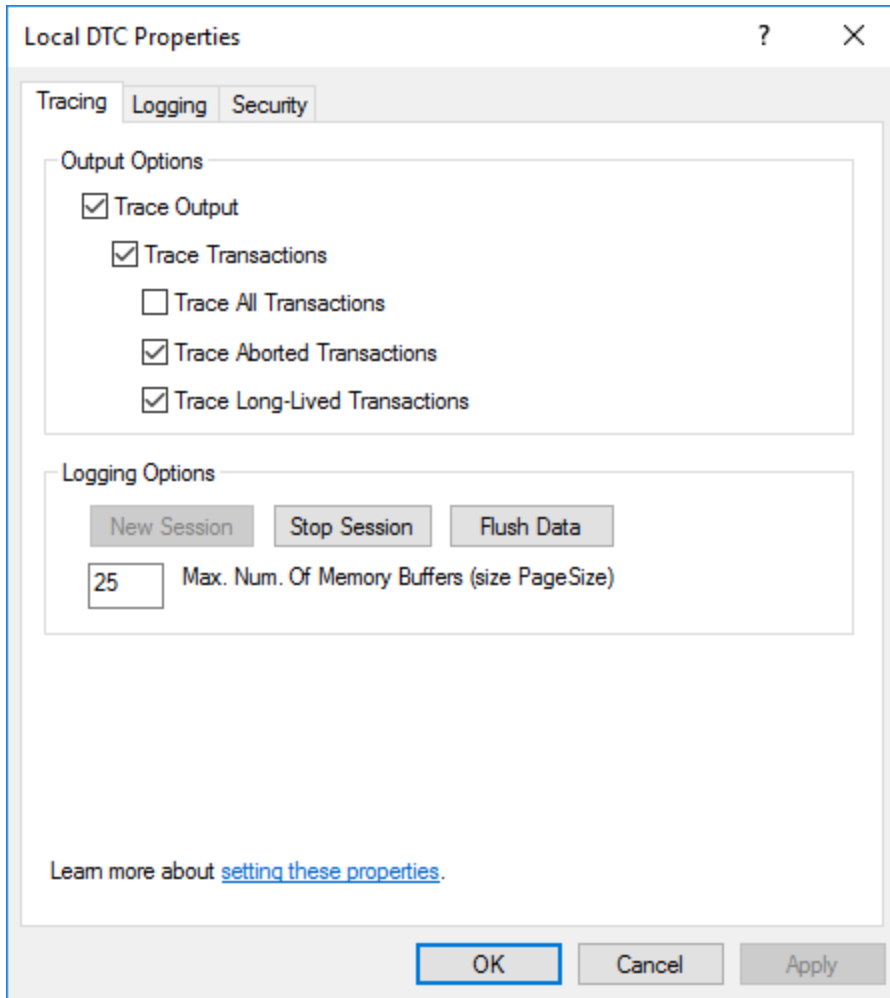 Local DTC Properties ?
Tracing Logging Security
Output Options
Trace Output
Trace Transactions
Trace All Transactions
Trace Aborted Transactions
Trace Long-Lived Transactions
Logging Options
New Session Stop Session Flush Data
25 Max. Num. Of Memory Buffers (size PageSize)
Learn more about setting these properties.
OK Cancel Apply